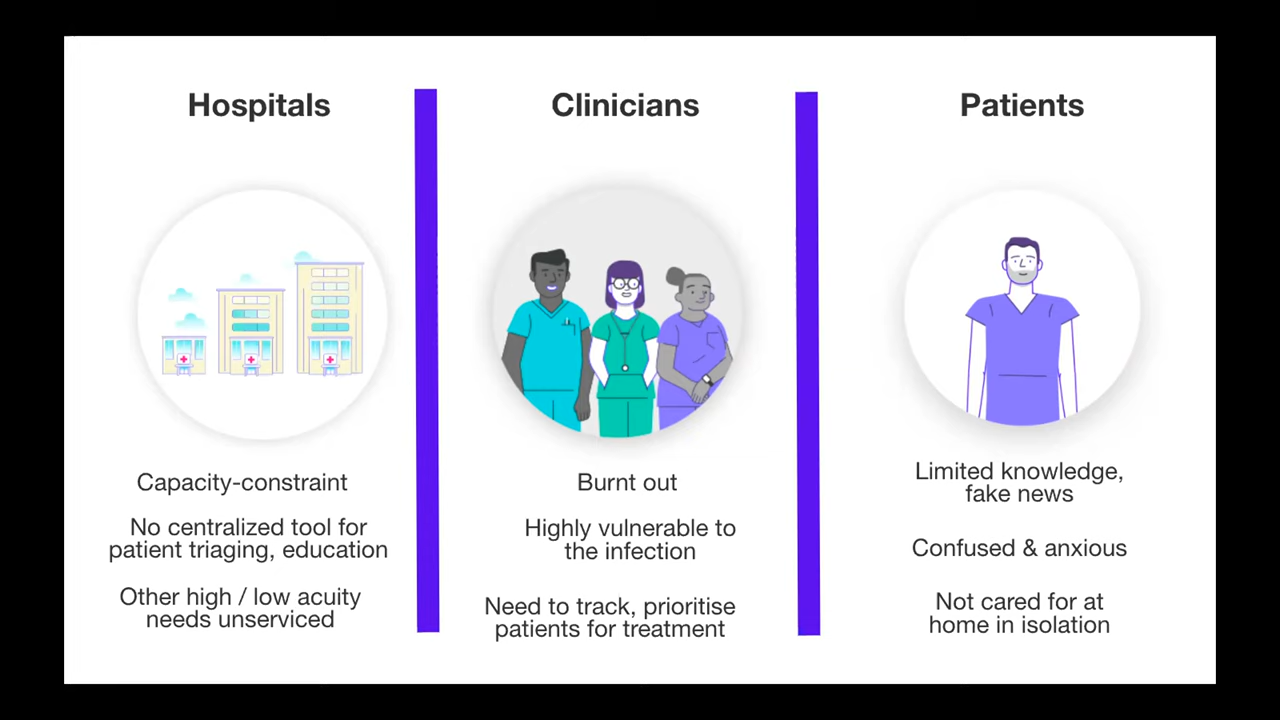 Hospitals
Capacity-constraint
No centralized tool for
patient triaging, education
Other high / low acuity
needs unserviced
Clinicians
Burnt out
Highly vulnerable to
the infection
Need to track, prioritise
patients for treatment
Patients
Limited knowledge,
fake news
Confused & anxious
Not cared for at
home in isolation